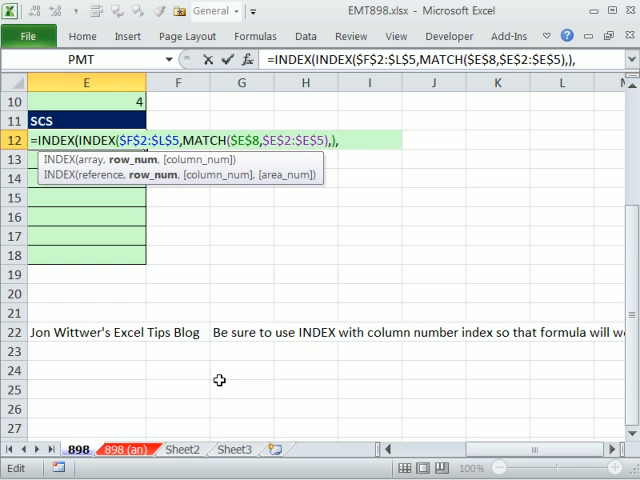 General
EMT898.xlsx - Microsoft Excel
File Home Insert Page Layout Formulas Data Review View Developer Add-Ins
PMT fx =INDEX(INDEX($F$2:$L$5,MATCH($E$8,$E$2:$E$5),),
E F G H I J K L
10 4
11 SCS
12 =INDEX(INDEX($F$2:$L$5,MATCH($E$8,$E$2:$E$5),),
13 INDEX(array, row_num, [column_num])
14 INDEX(reference, row_num, [column_num], [area_num])
15
16
17
18
19
20
21
22 Jon Wittwer's Excel Tips Blog Be sure to use INDEX with column number index so that formula will
23
24
25
26
27
898 898 (an) Sheet2 Sheet3
Edit 100%